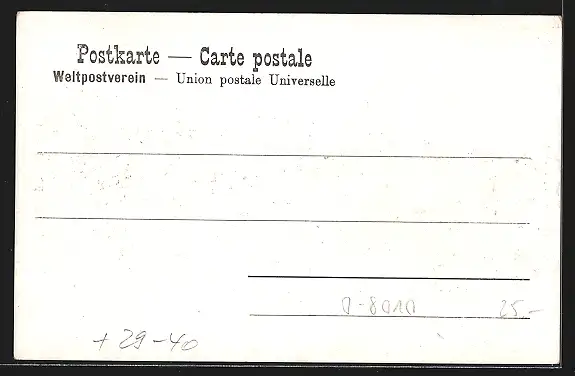 Postkarte — Carte postale
Weltpostverein — Union postale Universelle
D-8010 25.-
+ 29-40